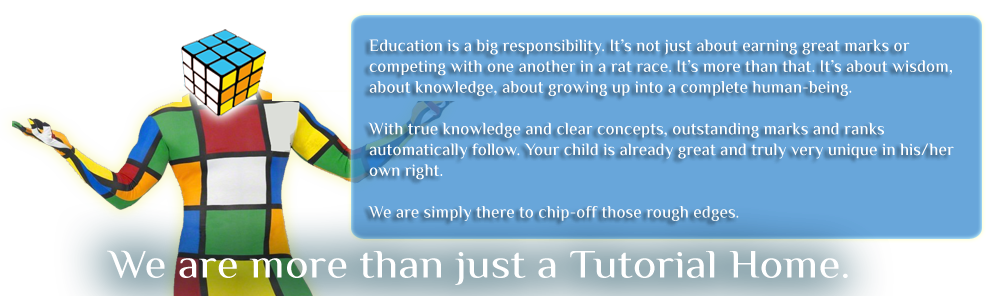 Education is a big responsibility. It's not just about earning great marks or
competing with one another in a rat race. It's more than that. It's about wisdom,
about knowledge, about growing up into a complete human-being.
With true knowledge and clear concepts, outstanding marks and ranks
automatically follow. Your child is already great and truly very unique in his/her
own right.
We are simply there to chip-off those rough edges.
We are more than just a Tutorial Home.